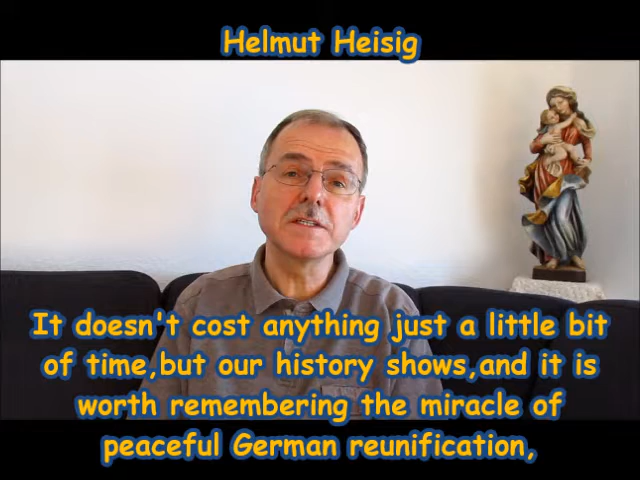 Helmut Heisig
It doesn't cost anything just a little bit
of time,but our history shows,and it is
worth remembering the miracle of
peaceful German reunification,